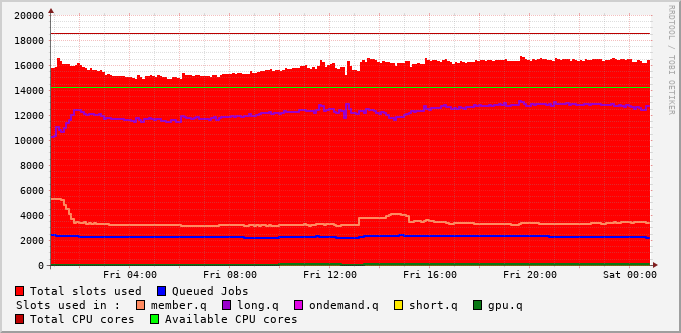 20000
18000
16000
14000
12000
10000
8000
6000
4000
2000
0
Fri 04:00 Fri 08:00 Fri 12:00 Fri 16:00 Fri 20:00 Sat 00:00
RRDTOOL / TOBI OETIKER
Total slots used Queued Jobs
Slots used in : member.q long.q ondemand.q short.q gpu.q
Total CPU cores Available CPU cores